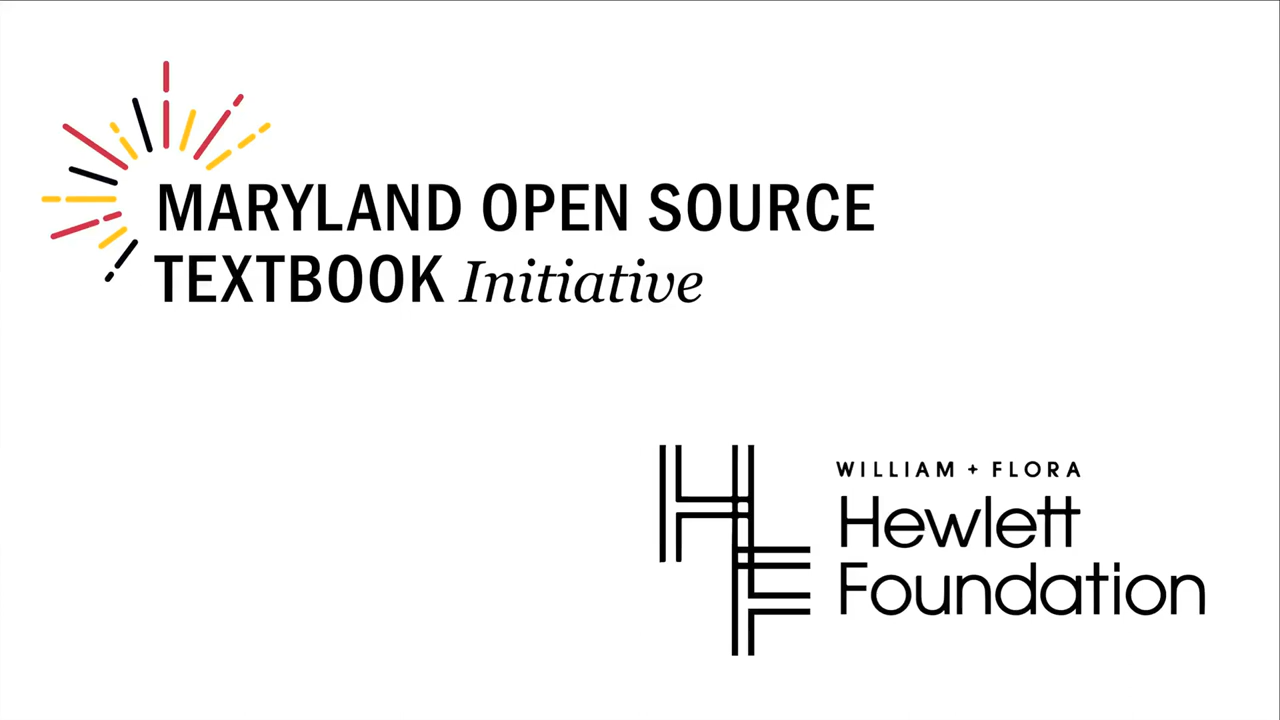 MARYLAND OPEN SOURCE
TEXTBOOK Initiative
WILLIAM + FLORA
Hewlett
Foundation